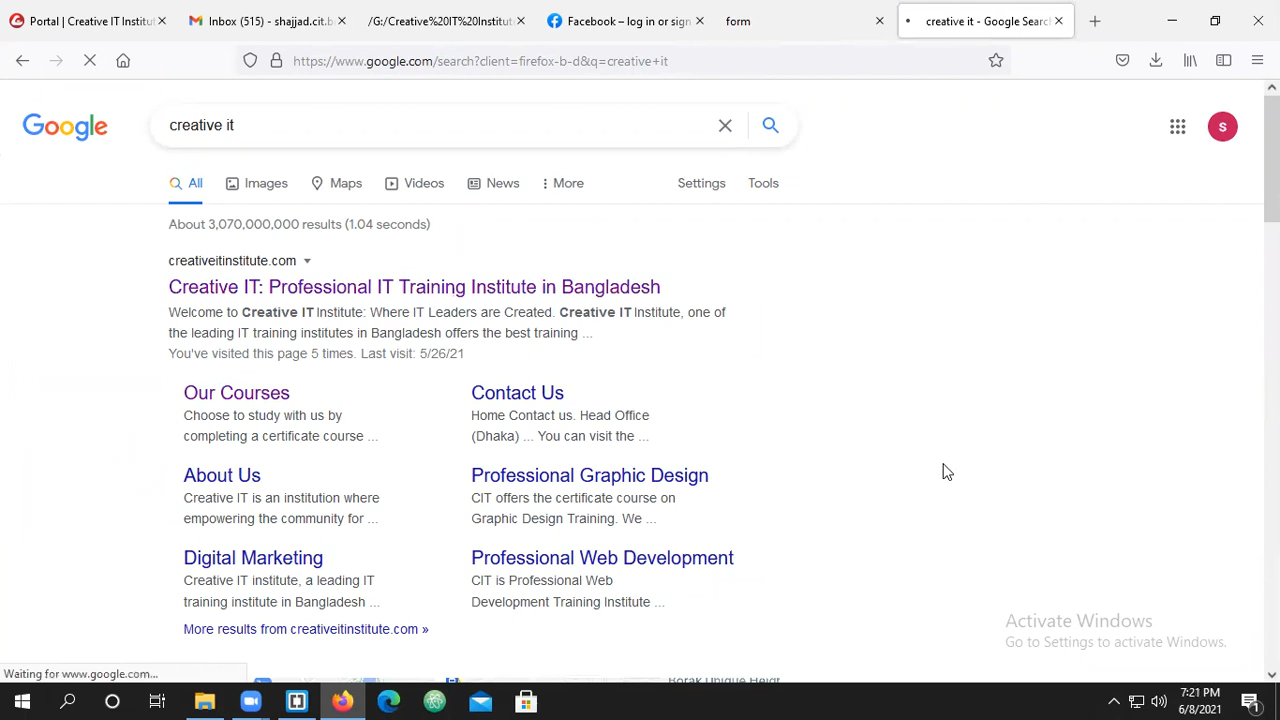 Portal | Creative IT Institut
Inbox (515) - shajjad.cit.b
/G:/Creative%20IT%20Institut
Facebook – log in or sign
form
creative it - Google Search
https://www.google.com/search?client=firefox-b-d&q=creative+it
Google
creative it
S
All
Images
Maps
Videos
News
More
Settings
Tools
About 3,070,000,000 results (1.04 seconds)
creativeitinstitute.com
Creative IT: Professional IT Training Institute in Bangladesh
Welcome to Creative IT Institute: Where IT Leaders are Created. Creative IT Institute, one of
the leading IT training institutes in Bangladesh offers the best training ...
You've visited this page 5 times. Last visit: 5/26/21
Our Courses
Choose to study with us by
completing a certificate course ...
Contact Us
Home Contact us. Head Office
(Dhaka) ... You can visit the ...
About Us
Creative IT is an institution where
empowering the community for ...
Professional Graphic Design
CIT offers the certificate course on
Graphic Design Training. We ...
Digital Marketing
Creative IT institute, a leading IT
training institute in Bangladesh ...
Professional Web Development
CIT is Professional Web
Development Training Institute ...
More results from creativeitinstitute.com »
Activate Windows
Go to Settings to activate Windows.
Waiting for www.google.com...
7:21 PM
6/8/2021
1